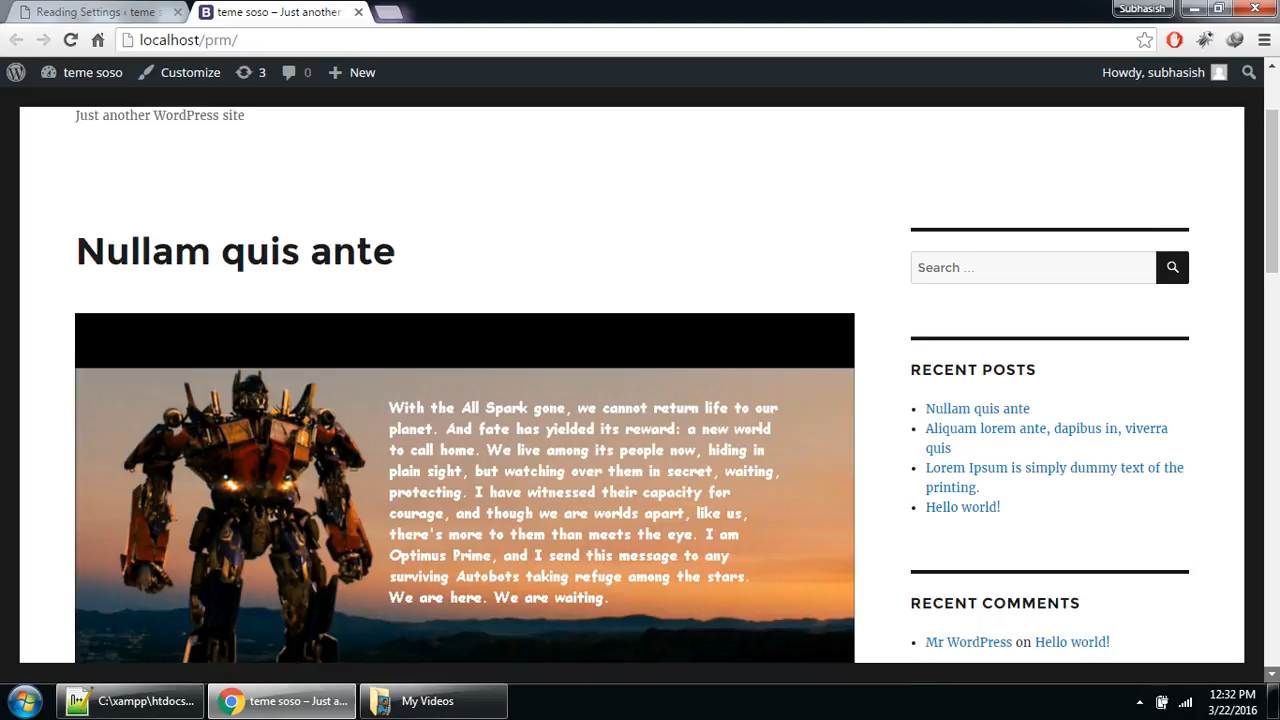 Reading Settings ‹ teme s
teme soso – Just another
Subhasish
localhost/prm/
teme soso
Customize
3
0
New
Howdy, subhasish
Just another WordPress site
Nullam quis ante
With the All Spark gone, we cannot return life to our
planet. And fate has yielded its reward: a new world
to call home. We live among its people now, hiding in
plain sight, but watching over them in secret, waiting,
protecting. I have witnessed their capacity for
courage, and though we are worlds apart, like us,
there's more to them than meets the eye. I am
Optimus Prime, and I send this message to any
surviving Autobots taking refuge among the stars.
We are here. We are waiting.
Search ...
RECENT POSTS
Nullam quis ante
Aliquam lorem ante, dapibus in, viverra
quis
Lorem Ipsum is simply dummy text of the
printing.
Hello world!
RECENT COMMENTS
Mr WordPress on Hello world!
C:\xampp\htdocs...
teme soso – Just a...
My Videos
12:32 PM
3/22/2016